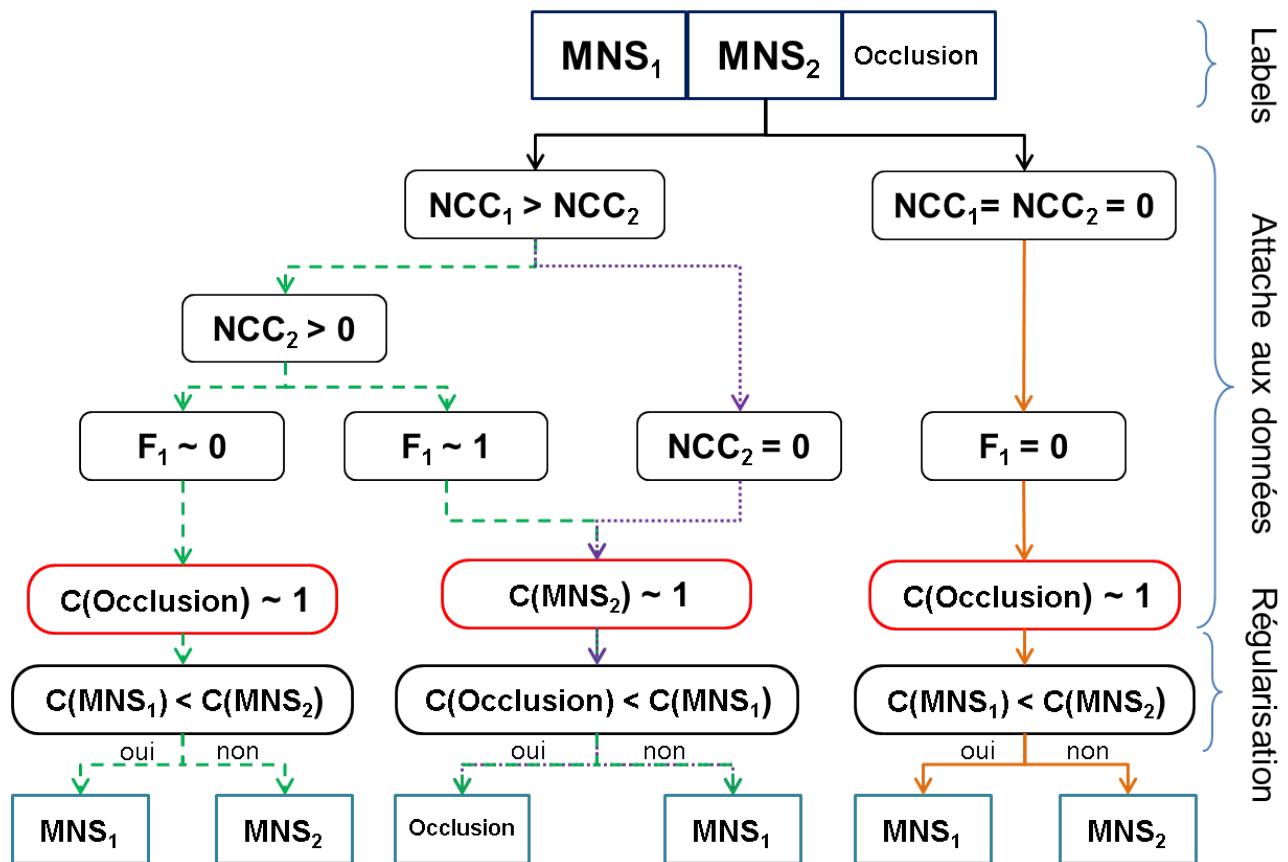 MNS₁ MNS₂ Occlusion
Labels
NCC₁ > NCC₂
NCC₁= NCC₂ = 0
Attache aux données
NCC₂ > 0
F₁ ~ 0
F₁ ~ 1
NCC₂ = 0
F₁ = 0
C(Occlusion) ~ 1
C(MNS₂) ~ 1
C(Occlusion) ~ 1
Régularisation
C(MNS₁) < C(MNS₂)
C(Occlusion) < C(MNS₁)
C(MNS₁) < C(MNS₂)
oui non
oui non
oui non
MNS₁
MNS₂
Occlusion
MNS₁
MNS₁
MNS₂